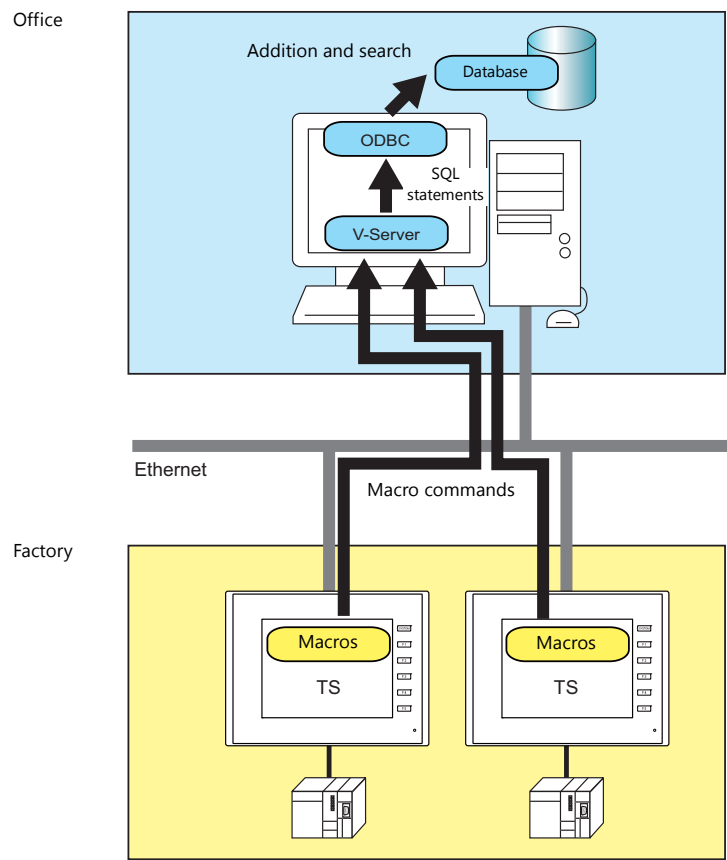 Office
Addition and search
Database
ODBC
SQL
statements
V-Server
Ethernet
Macro commands
Factory
Macros
TS
Macros
TS